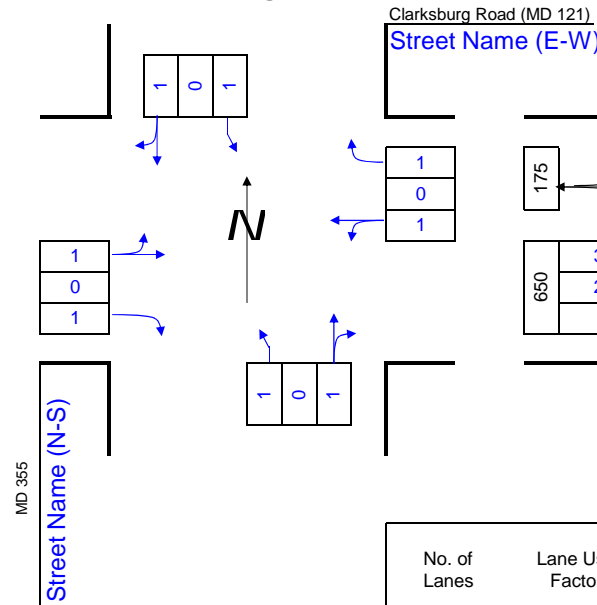 Clarksburg Road (MD 121)
Street Name (E-W)
1 0 1
1
0
1
175
N
1
0
1
650
1 0 1
MD 355
Street Name (N-S)
No. of
Lanes
Lane